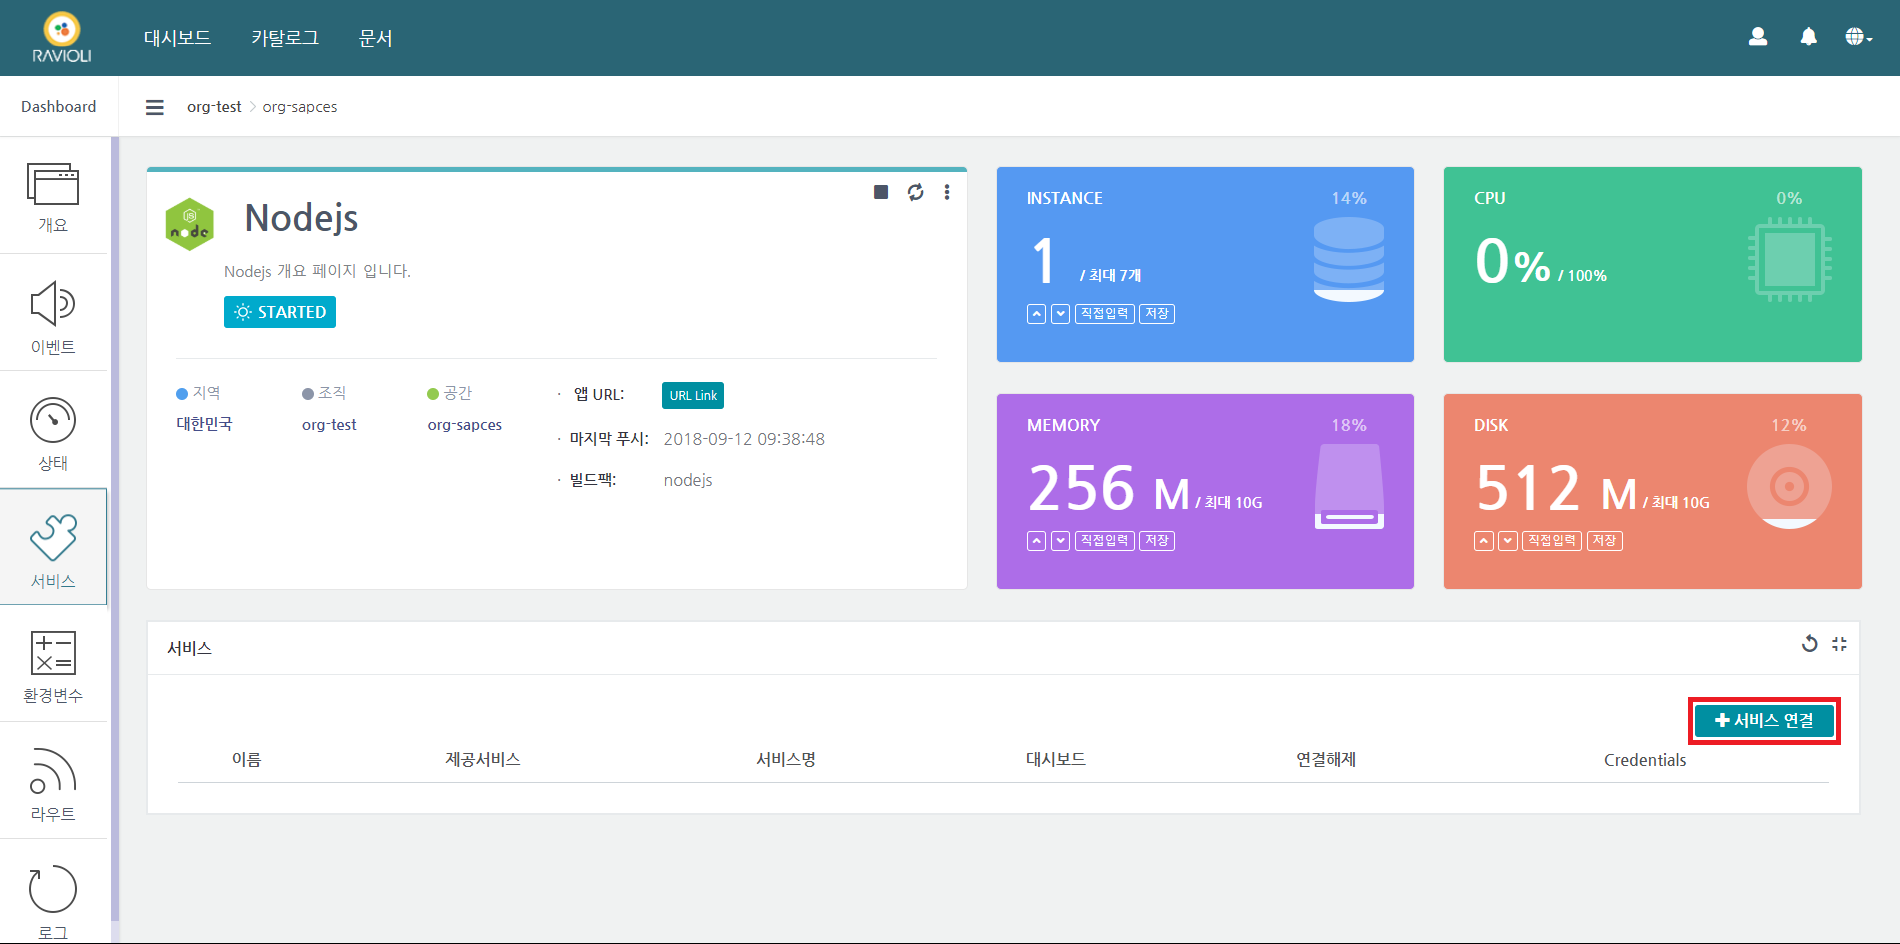 RAVIOLI
대시보드 카탈로그 문서
Dashboard
org-test > org-sapces
개요
이벤트
상태
서비스
환경변수
라우트
로그
JS
node
Nodejs
Nodejs 개요 페이지 입니다.
STARTED
지역 조직 공간
대한민국 org-test org-sapces
· 앱 URL: URL Link
· 마지막 푸시: 2018-09-12 09:38:48
· 빌드팩: nodejs
INSTANCE 14%
1 / 최대 7개
직접입력 저장
CPU 0%
0% / 100%
MEMORY 18%
256 M / 최대 10G
직접입력 저장
DISK 12%
512 M / 최대 10G
직접입력 저장
서비스
+ 서비스 연결
이름 제공서비스 서비스명 대시보드 연결해제 Credentials